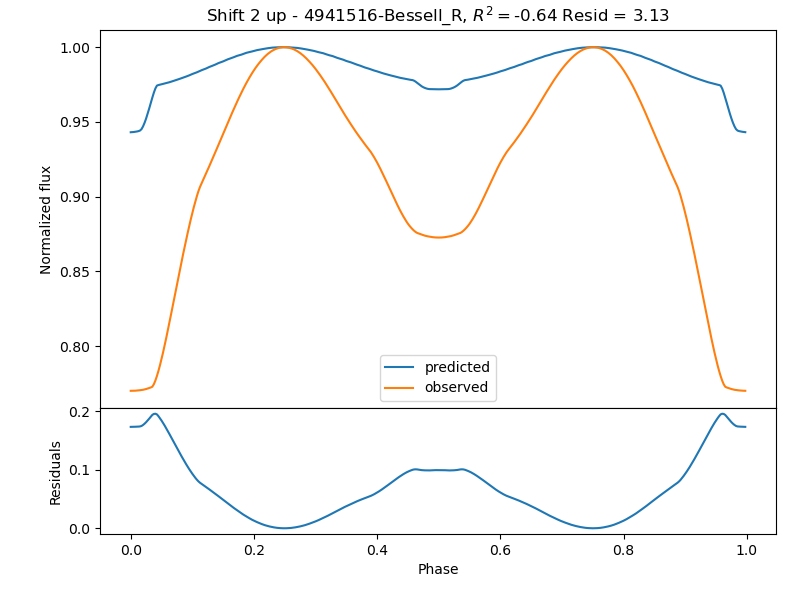 Shift 2 up - 4941516-Bessell_R, $R^2 = $-0.64 Resid = 3.13
Normalized flux
1.00
0.95
0.90
0.85
0.80
predicted
observed
Residuals
0.2
0.1
0.0
0.0
0.2
0.4
0.6
0.8
1.0
Phase